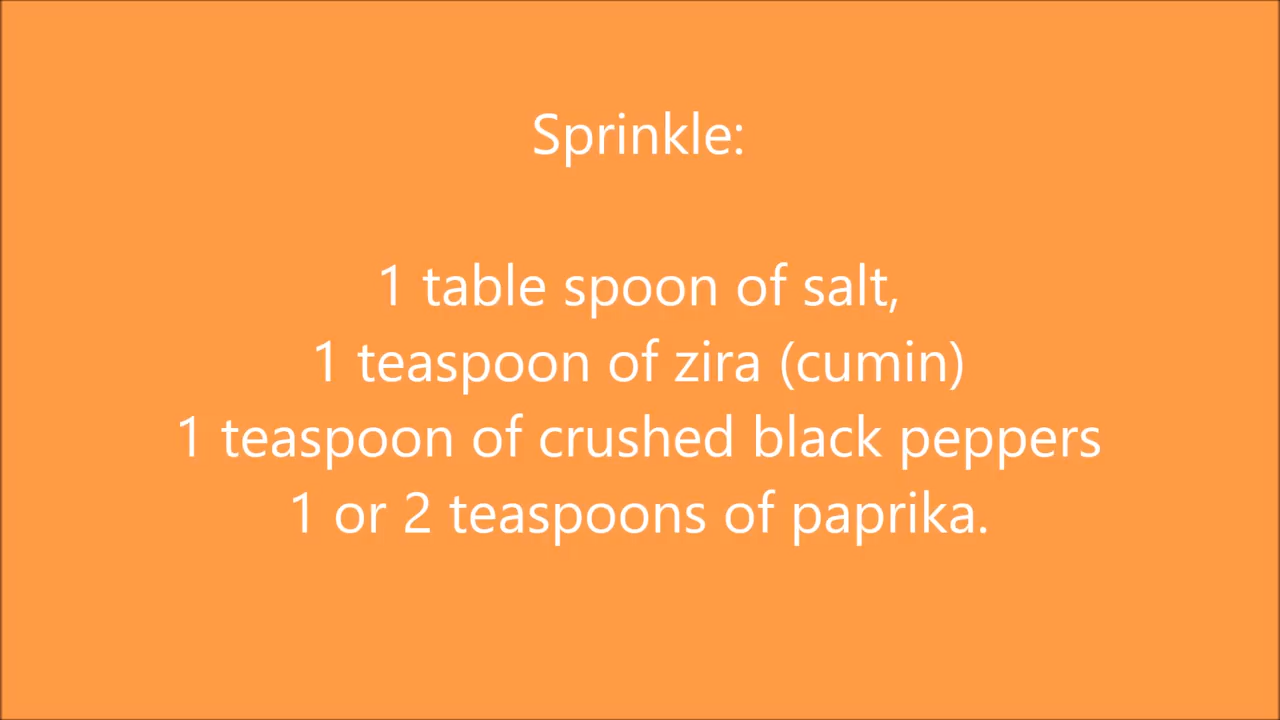 Sprinkle:
1 table spoon of salt,
1 teaspoon of zira (cumin)
1 teaspoon of crushed black peppers
1 or 2 teaspoons of paprika.